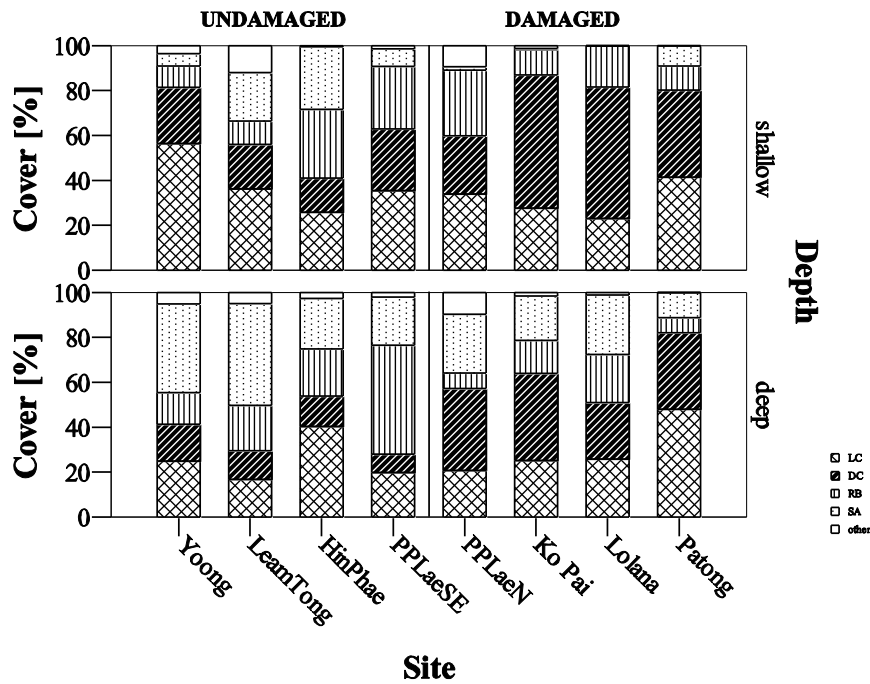 UNDAMAGED DAMAGED
100
80
60
40
20
0
Cover [%]
shallow
100
80
60
40
20
0
Cover [%]
deep
Depth
LC
DC
RB
SA
other
Yoong
LeamTong
HinPhae
PPLaeSE
PPLaeN
Ko Pai
Lolana
Patong
Site